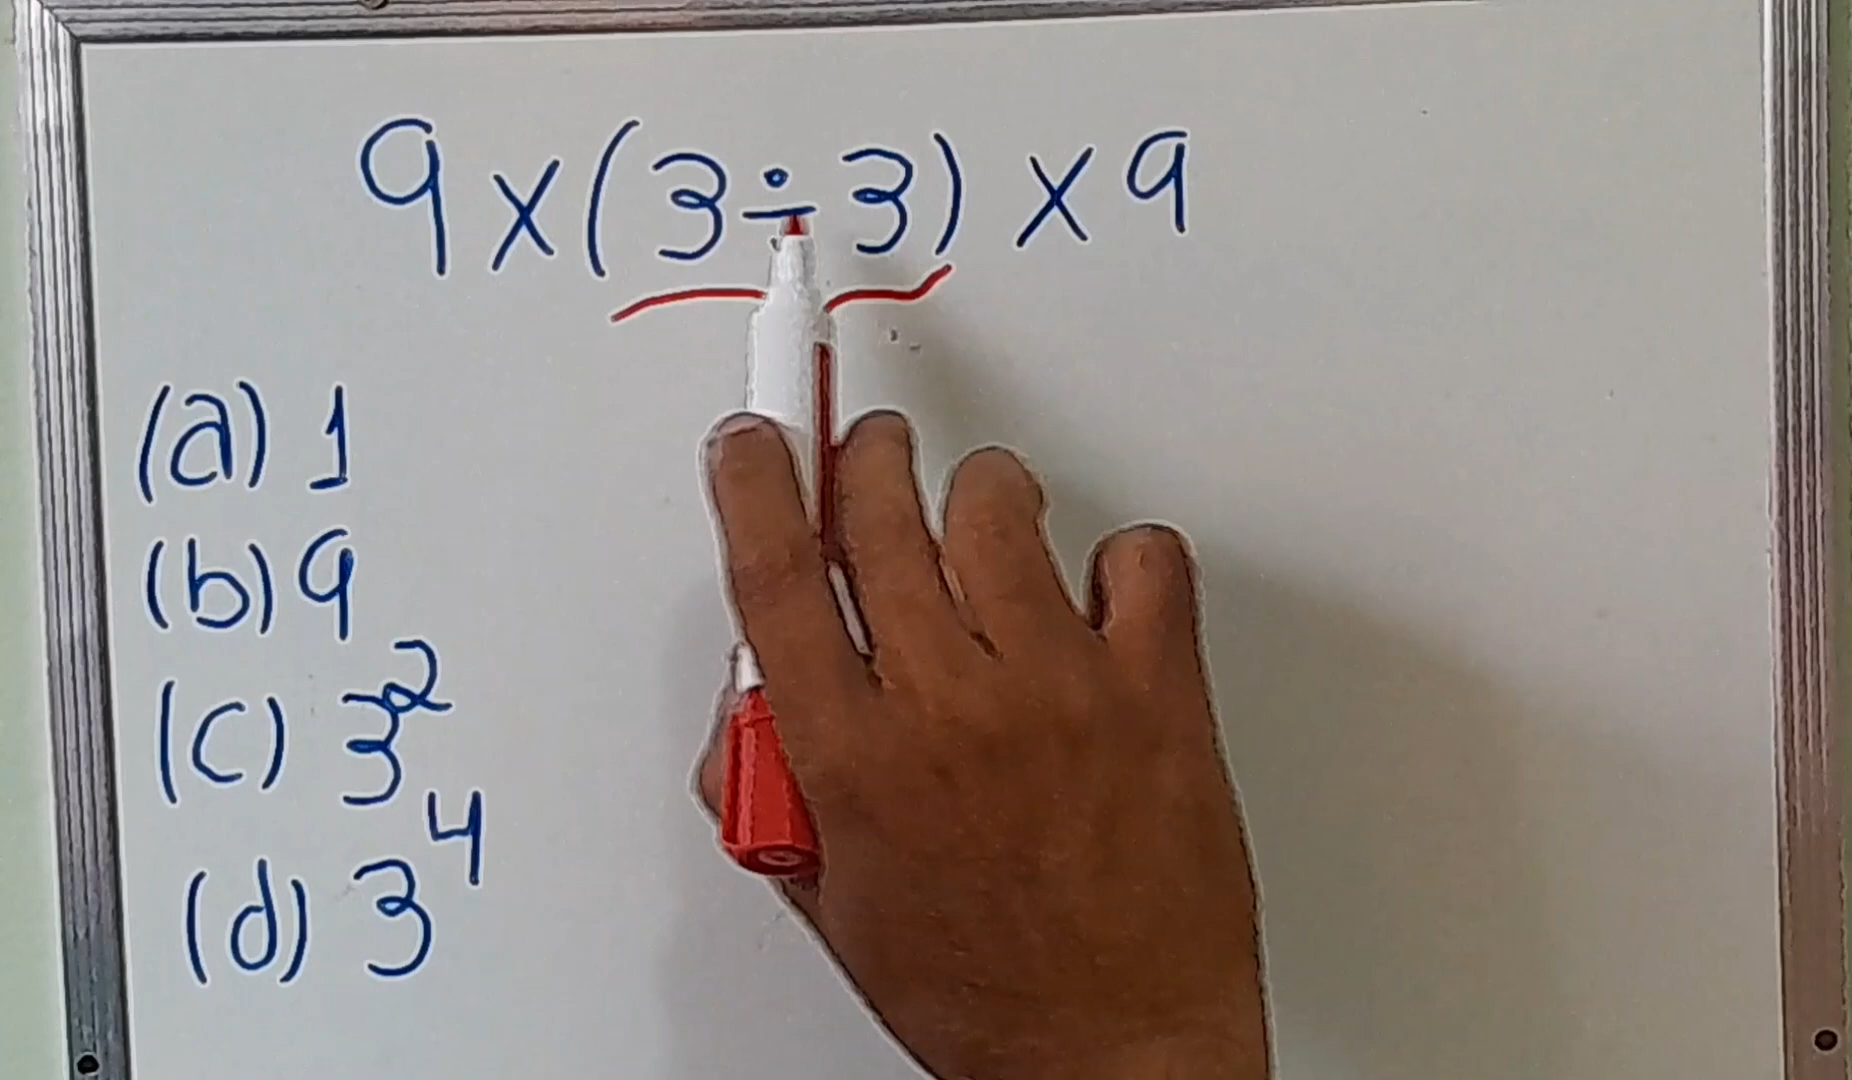 9 × (3 ÷ 3) × 9
(a) 1
(b) 9
(c) 3²
(d) 3⁴